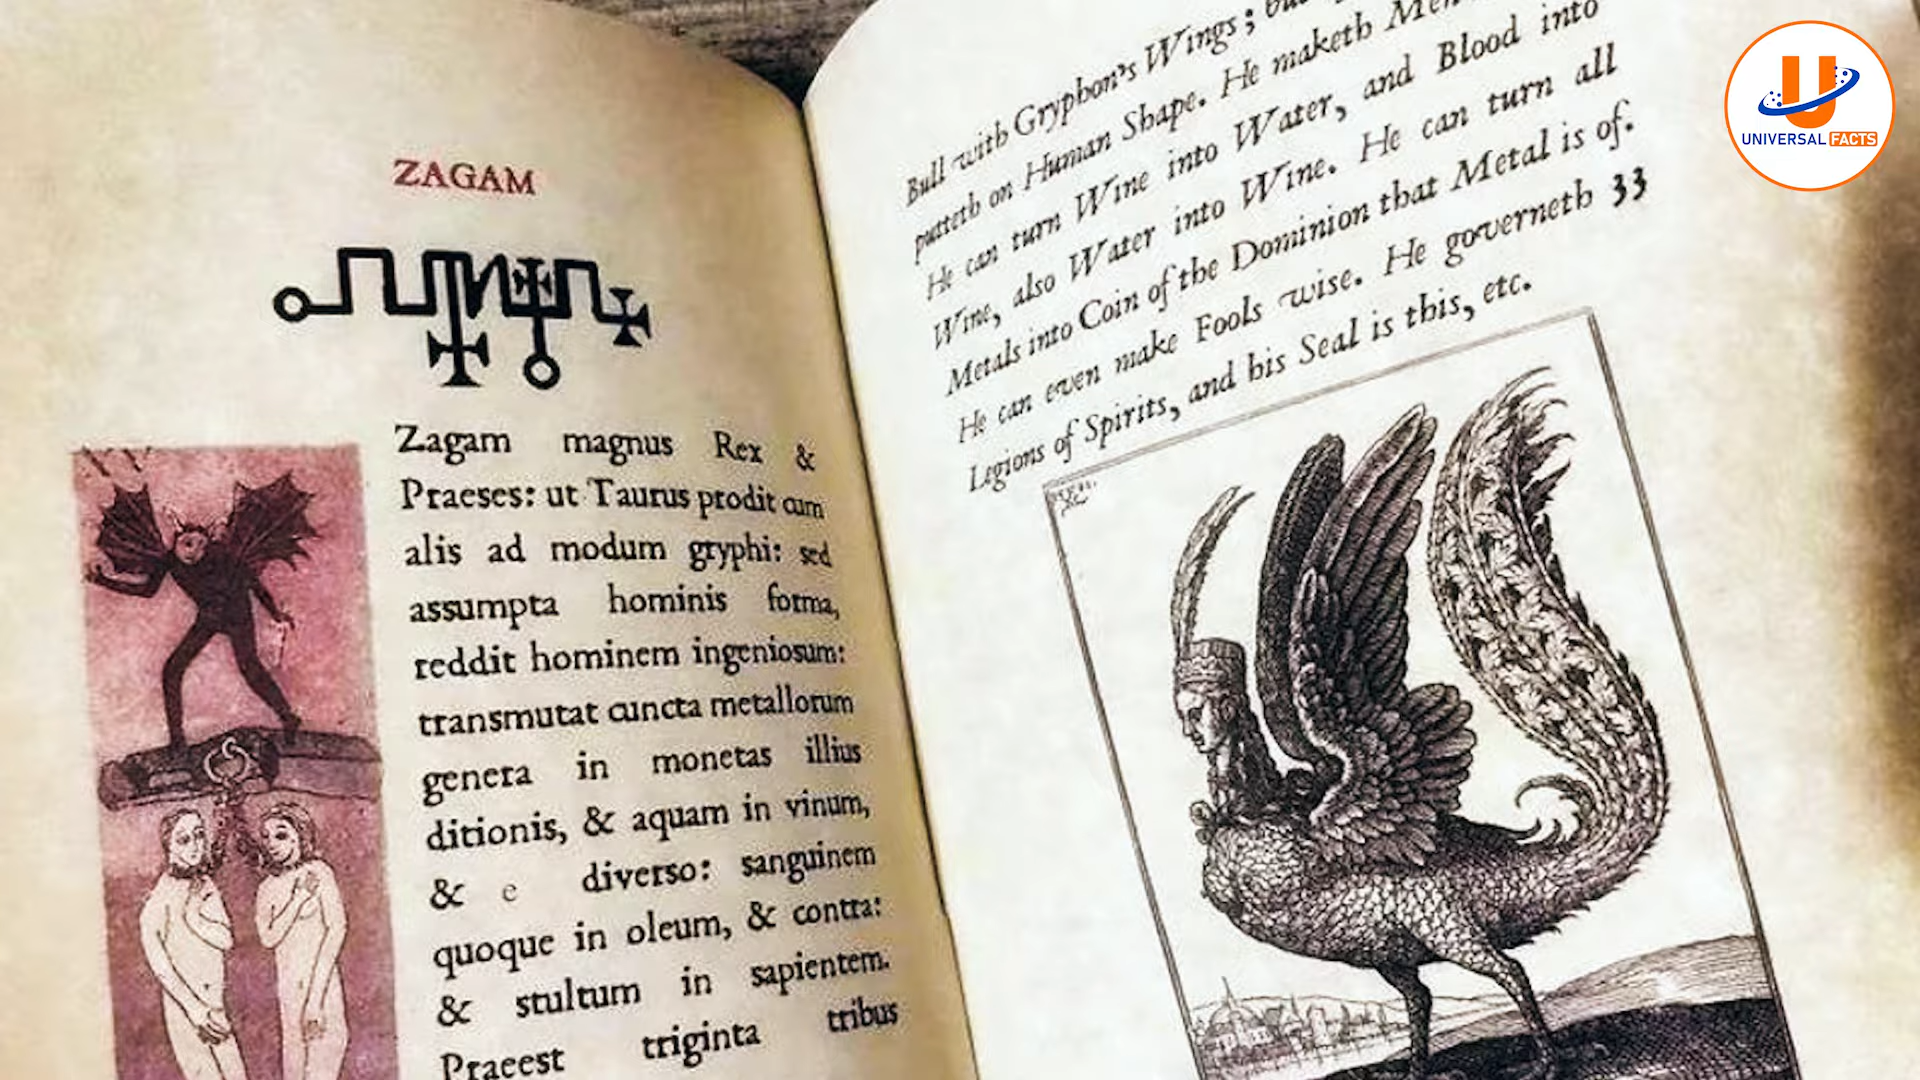 ZAGAM
Zagam magnus Rex &
Praeses: ut Taurus prodit cum
alis ad modum gryphi: sed
assumpta hominis forma,
reddit hominem ingeniosum:
transmutat cuncta metallorum
genera in monetas illius
ditionis, & aquam in vinum,
& e diverso: sanguinem
quoque in oleum, & contra:
& stultum in sapientem.
Praeest triginta tribus
Bull with Gryphon's Wings;
putteth on Human Shape. He maketh Men
He can turn Wine into Water, and Blood into
Wine, also Water into Wine. He can turn all
Metals into Coin of the Dominion that Metal is of.
He can even make Fools wise. He governeth 33
Legions of Spirits, and his Seal is this, etc.
U
UNIVERSAL FACTS